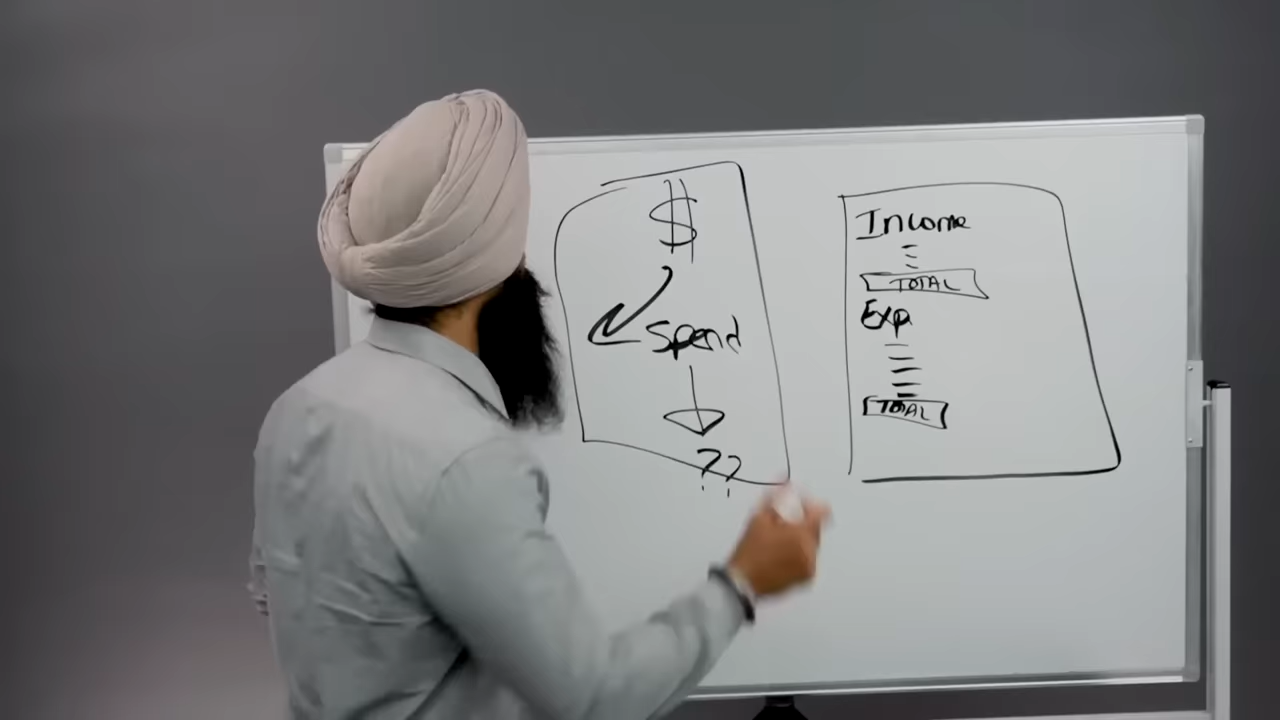 $
Spend
??
Income
TOTAL
Exp
TOTAL